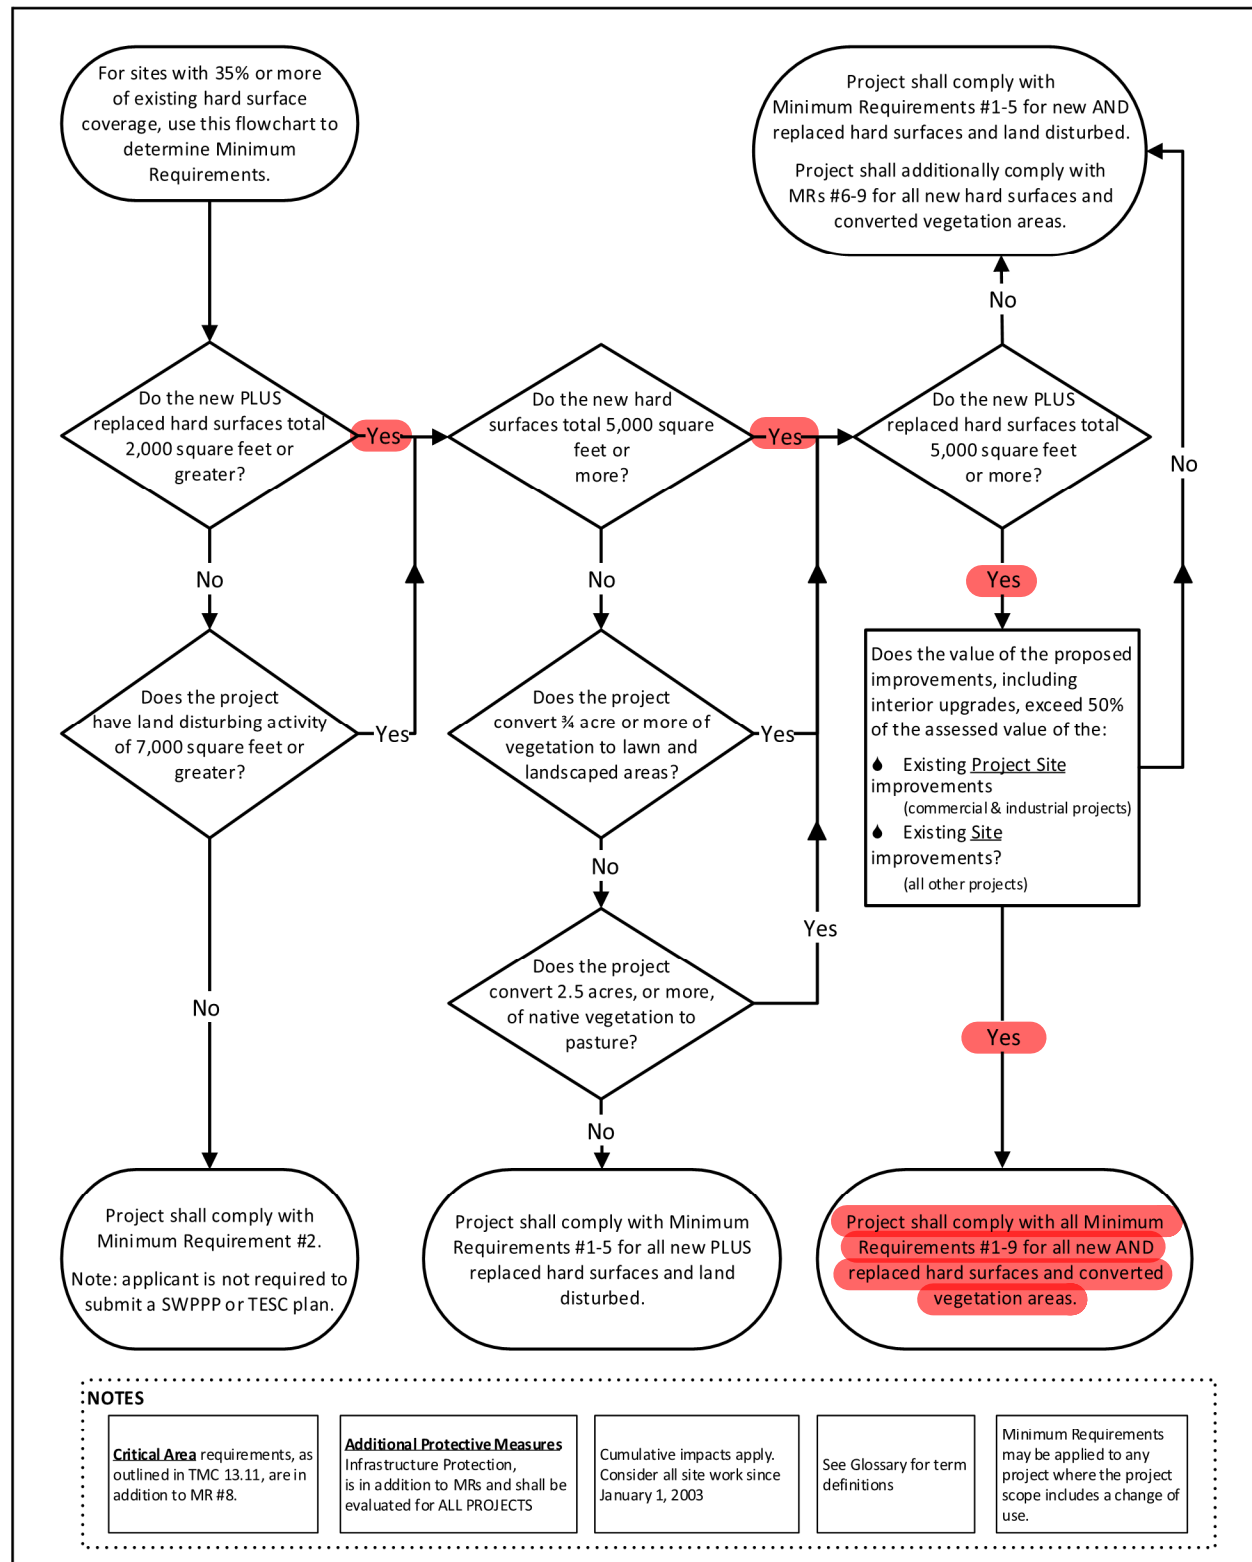 For sites with 35% or more
of existing hard surface
coverage, use this flowchart to
determine Minimum
Requirements.
Project shall comply with
Minimum Requirements #1-5 for new AND
replaced hard surfaces and land disturbed.
Project shall additionally comply with
MRs #6-9 for all new hard surfaces and
converted vegetation areas.
No
Do the new PLUS
replaced hard surfaces total
2,000 square feet or
greater?
Yes
Do the new hard
surfaces total 5,000 square
feet or
more?
Yes
Do the new PLUS
replaced hard surfaces total
5,000 square feet
or more?
No
No
No
Yes
Does the project
have land disturbing activity
of 7,000 square feet or
greater?
Yes
Does the project
convert ¾ acre or more of
vegetation to lawn and
landscaped areas?
Yes
Does the value of the proposed
improvements, including
interior upgrades, exceed 50%
of the assessed value of the:
Existing Project Site
improvements
(commercial & industrial projects)
Existing Site
improvements?
(all other projects)
No
Yes
Does the project
convert 2.5 acres, or more,
of native vegetation to
pasture?
No
Yes
No
Project shall comply with
Minimum Requirement #2.
Note: applicant is not required to
submit a SWPPP or TESC plan.
Project shall comply with Minimum
Requirements #1-5 for all new PLUS
replaced hard surfaces and land
disturbed.
Project shall comply with all Minimum
Requirements #1-9 for all new AND
replaced hard surfaces and converted
vegetation areas.
NOTES
Critical Area requirements, as
outlined in TMC 13.11, are in
addition to MR #8.
Additional Protective Measures
Infrastructure Protection,
is in addition to MRs and shall be
evaluated for ALL PROJECTS
Cumulative impacts apply.
Consider all site work since
January 1, 2003
See Glossary for term
definitions
Minimum Requirements
may be applied to any
project where the project
scope includes a change of
use.